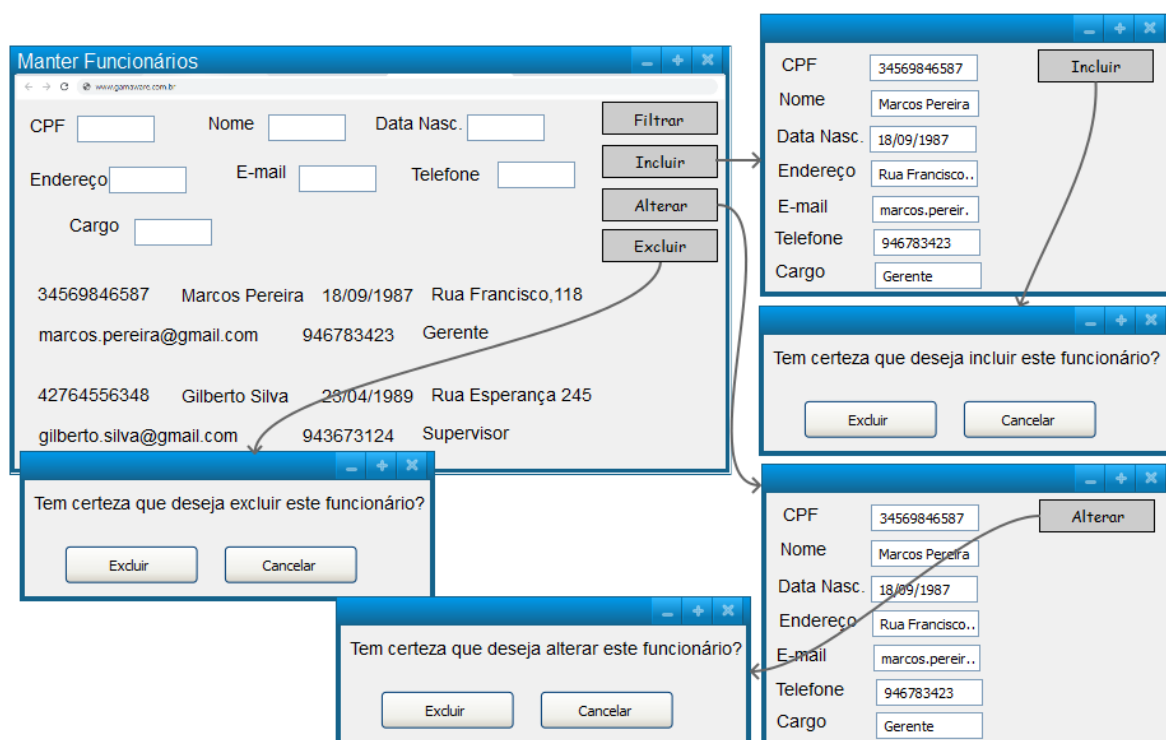 Manter Funcionários
www.gamaware.com.br
CPF Nome Data Nasc. Filtrar
Endereço E-mail Telefone Incluir
Cargo Alterar
Excluir
34569846587 Marcos Pereira 18/09/1987 Rua Francisco,118
marcos.pereira@gmail.com 946783423 Gerente
42764556348 Gilberto Silva 23/04/1989 Rua Esperança 245
gilberto.silva@gmail.com 943673124 Supervisor
CPF 34569846587 Incluir
Nome Marcos Pereira
Data Nasc. 18/09/1987
Endereço Rua Francisco..
E-mail marcos.pereir.
Telefone 946783423
Cargo Gerente
Tem certeza que deseja incluir este funcionário?
Excluir Cancelar
Tem certeza que deseja excluir este funcionário?
Excluir Cancelar
CPF 34569846587 Alterar
Nome Marcos Pereira
Data Nasc. 18/09/1987
Endereço Rua Francisco..
E-mail marcos.pereir..
Telefone 946783423
Cargo Gerente
Tem certeza que deseja alterar este funcionário?
Excluir Cancelar